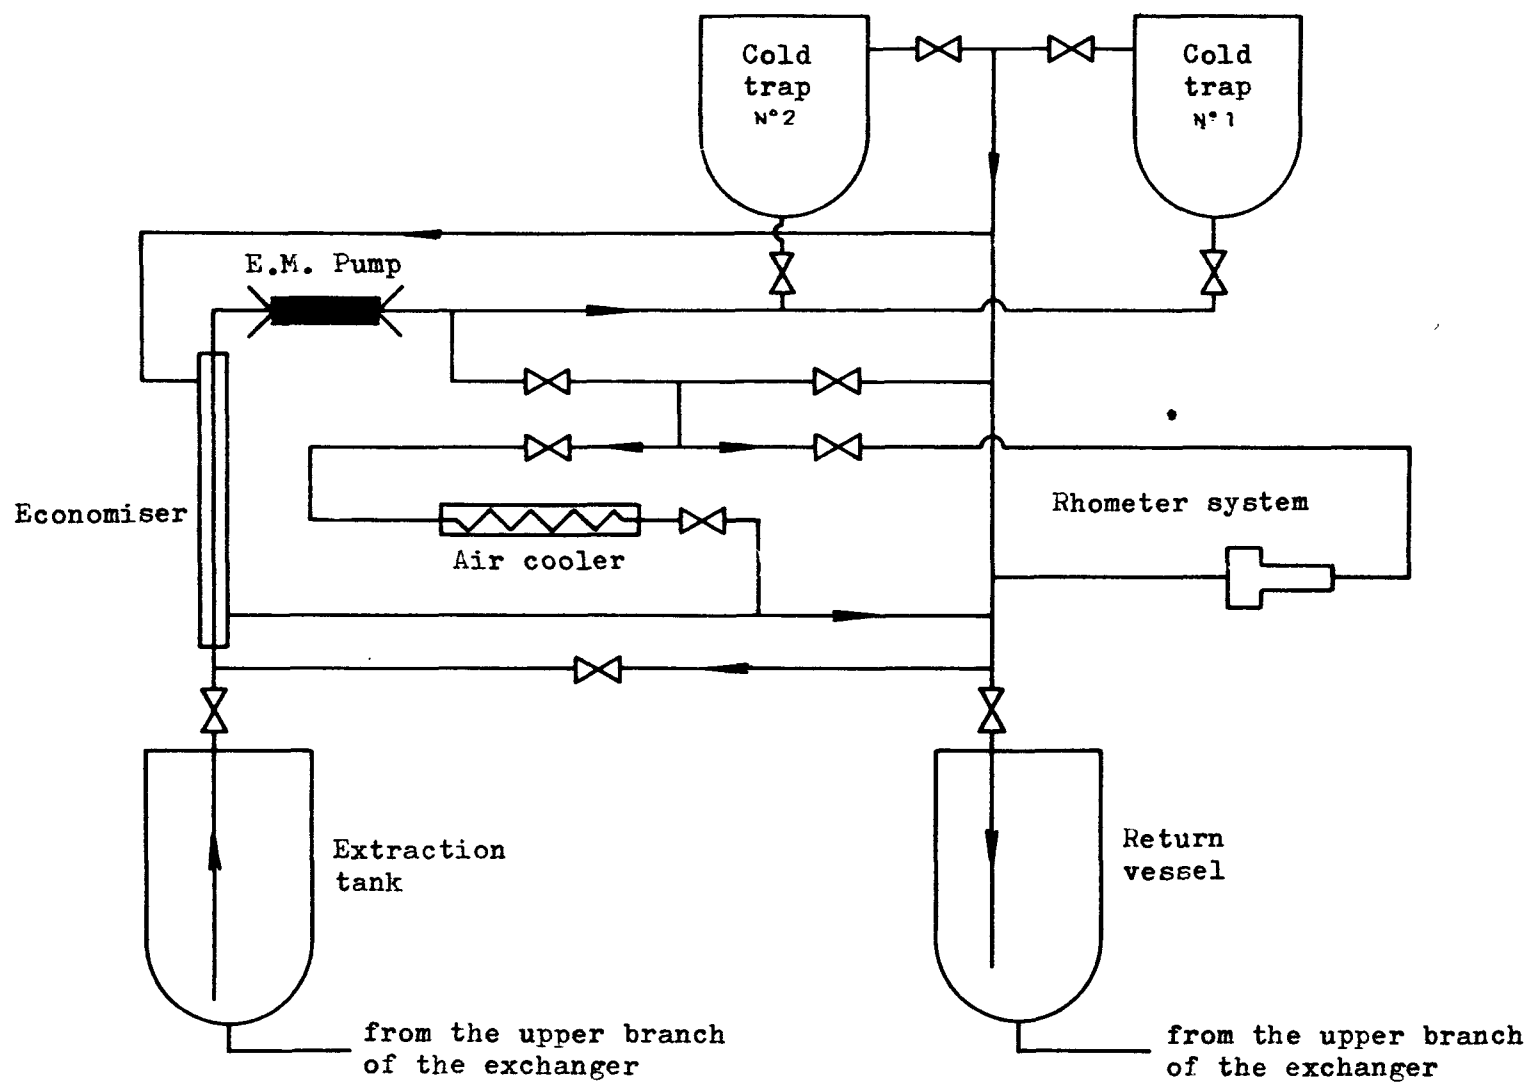 Cold
trap
N°2
Cold
trap
N°1
E.M. Pump
Economiser
Rhometer system
Air cooler
Extraction
tank
Return
vessel
from the upper branch
of the exchanger
from the upper branch
of the exchanger